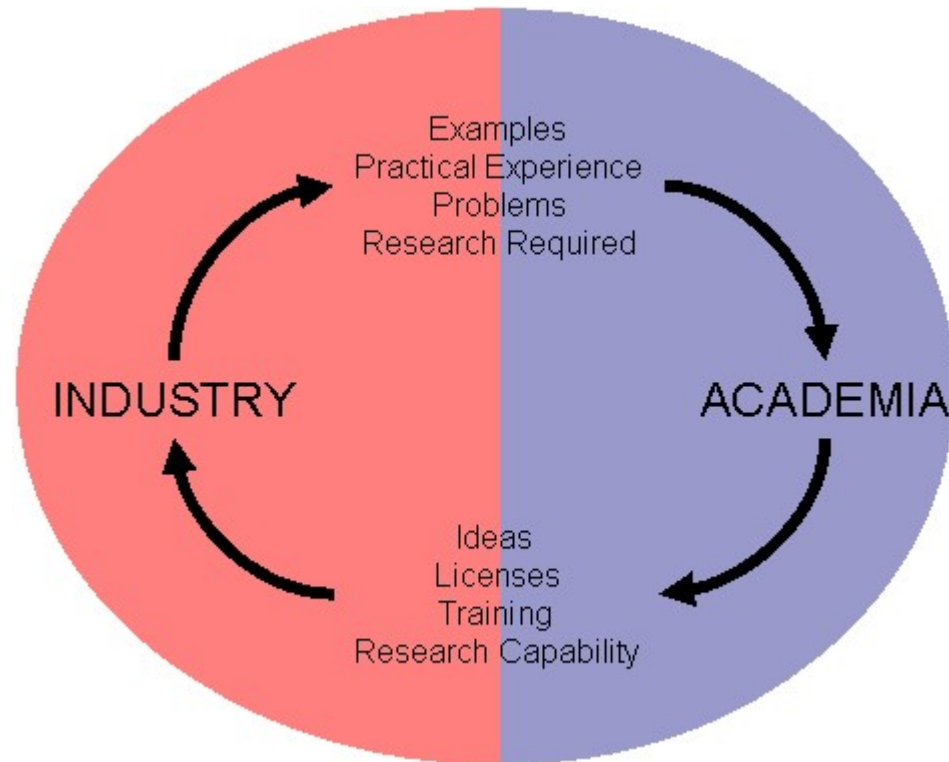 Examples
Practical Experience
Problems
Research Required
INDUSTRY
ACADEMIA
Ideas
Licenses
Training
Research Capability